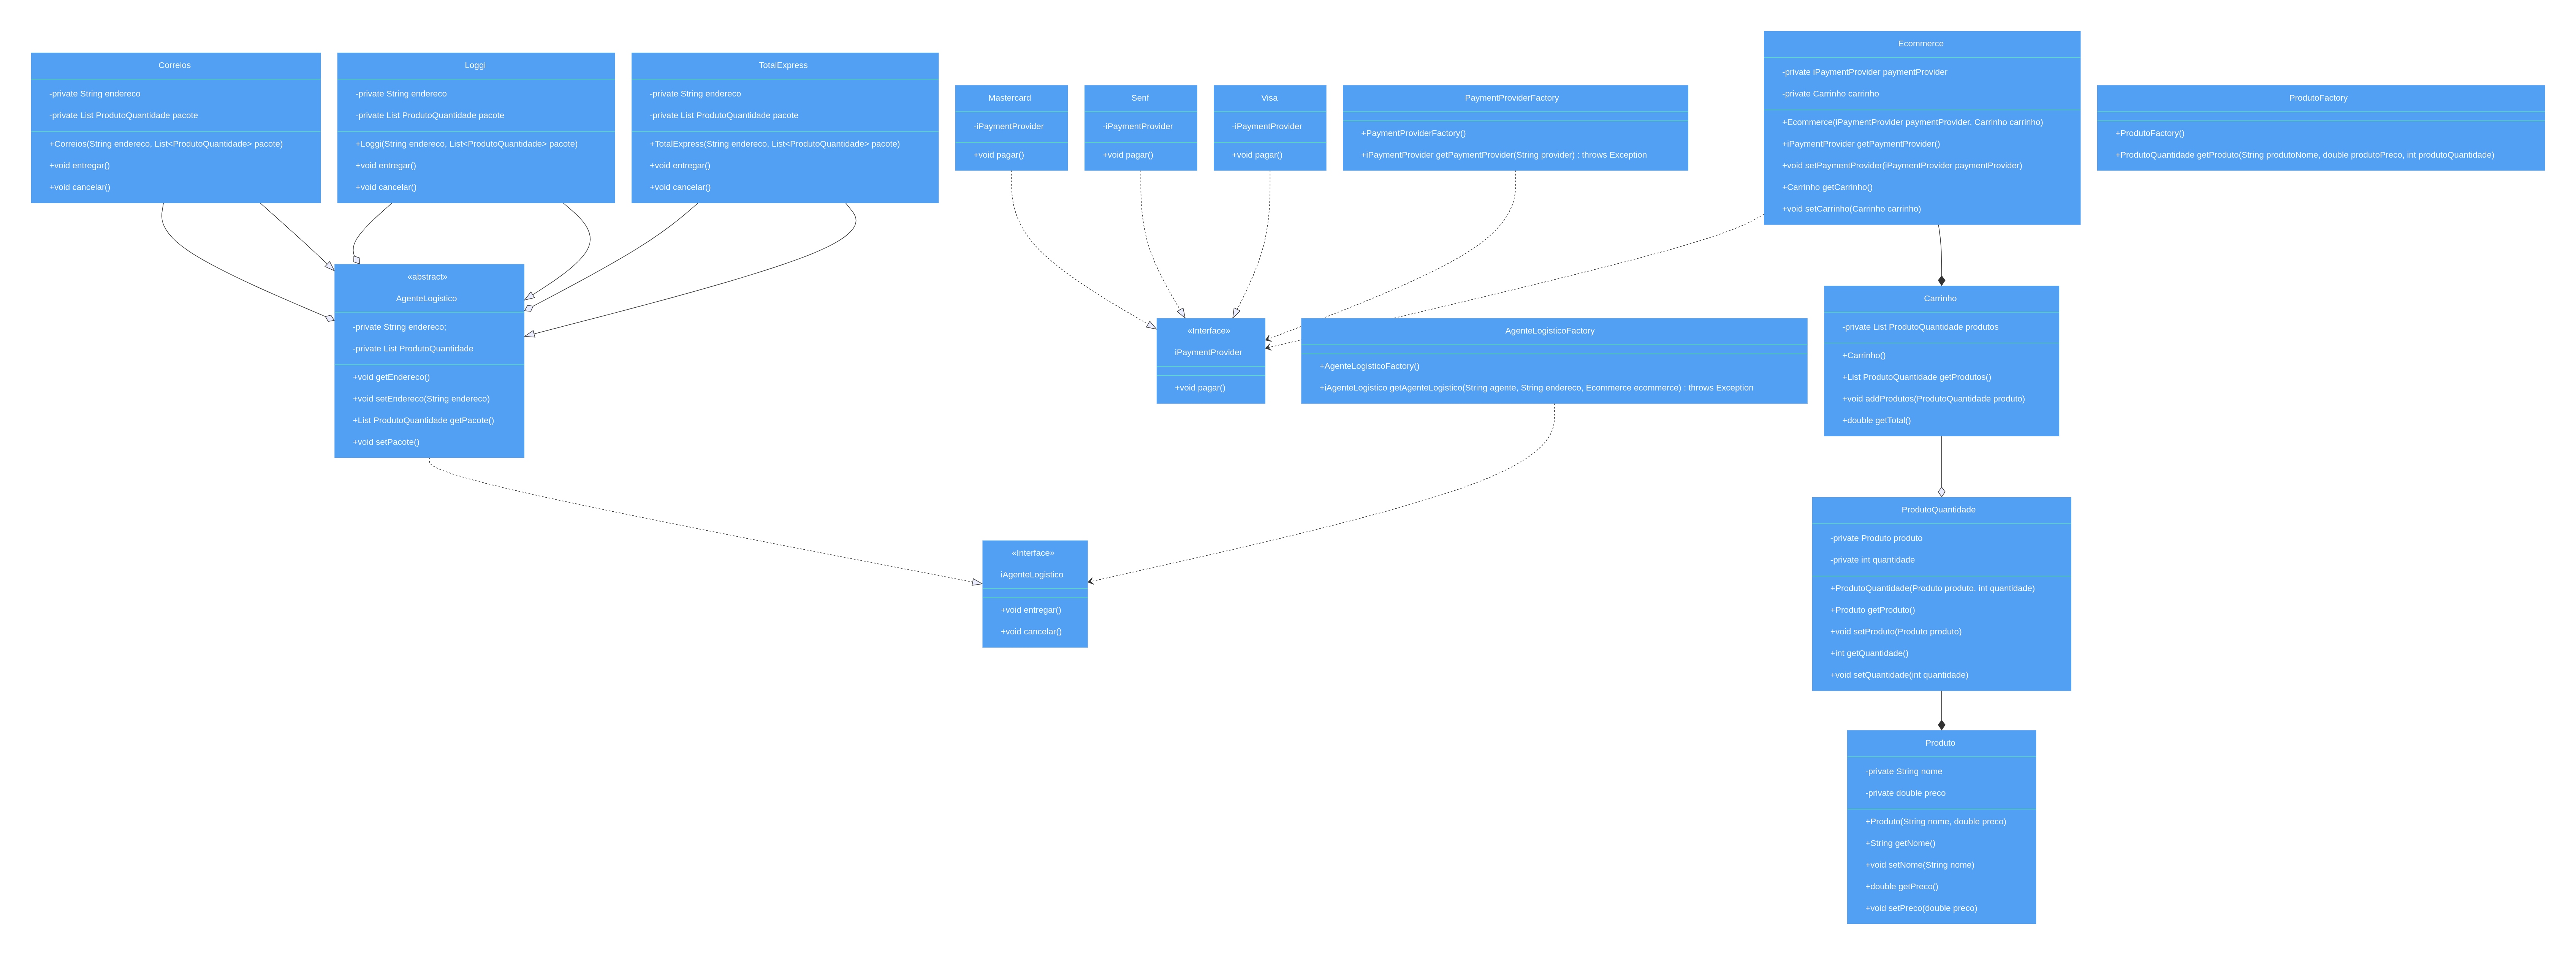 Correios
-private String endereco
-private List ProdutoQuantidade pacote
+Correios(String endereco, List<ProdutoQuantidade> pacote)
+void entregar()
+void cancelar()
Loggi
-private String endereco
-private List ProdutoQuantidade pacote
+Loggi(String endereco, List<ProdutoQuantidade> pacote)
+void entregar()
+void cancelar()
TotalExpress
-private String endereco
-private List ProdutoQuantidade pacote
+TotalExpress(String endereco, List<ProdutoQuantidade> pacote)
+void entregar()
+void cancelar()
Mastercard
-iPaymentProvider
+void pagar()
Senf
-iPaymentProvider
+void pagar()
Visa
-iPaymentProvider
+void pagar()
PaymentProviderFactory
+PaymentProviderFactory()
+iPaymentProvider getPaymentProvider(String provider) : throws Exception
Ecommerce
-private iPaymentProvider paymentProvider
-private Carrinho carrinho
+Ecommerce(iPaymentProvider paymentProvider, Carrinho carrinho)
+iPaymentProvider getPaymentProvider()
+void setPaymentProvider(iPaymentProvider paymentProvider)
+Carrinho getCarrinho()
+void setCarrinho(Carrinho carrinho)
ProdutoFactory
+ProdutoFactory()
+ProdutoQuantidade getProduto(String produtoNome, double produtoPreco, int produtoQuantidade)
«abstract»
AgenteLogistico
-private String endereco;
-private List ProdutoQuantidade
+void getEndereco()
+void setEndereco(String endereco)
+List ProdutoQuantidade getPacote()
+void setPacote()
«Interface»
iPaymentProvider
+void pagar()
AgenteLogisticoFactory
+AgenteLogisticoFactory()
+iAgenteLogistico getAgenteLogistico(String agente, String endereco, Ecommerce ecommerce) : throws Exception
Carrinho
-private List ProdutoQuantidade produtos
+Carrinho()
+List ProdutoQuantidade getProdutos()
+void addProdutos(ProdutoQuantidade produto)
+double getTotal()
«Interface»
iAgenteLogistico
+void entregar()
+void cancelar()
ProdutoQuantidade
-private Produto produto
-private int quantidade
+ProdutoQuantidade(Produto produto, int quantidade)
+Produto getProduto()
+void setProduto(Produto produto)
+int getQuantidade()
+void setQuantidade(int quantidade)
Produto
-private String nome
-private double preco
+Produto(String nome, double preco)
+String getNome()
+void setNome(String nome)
+double getPreco()
+void setPreco(double preco)